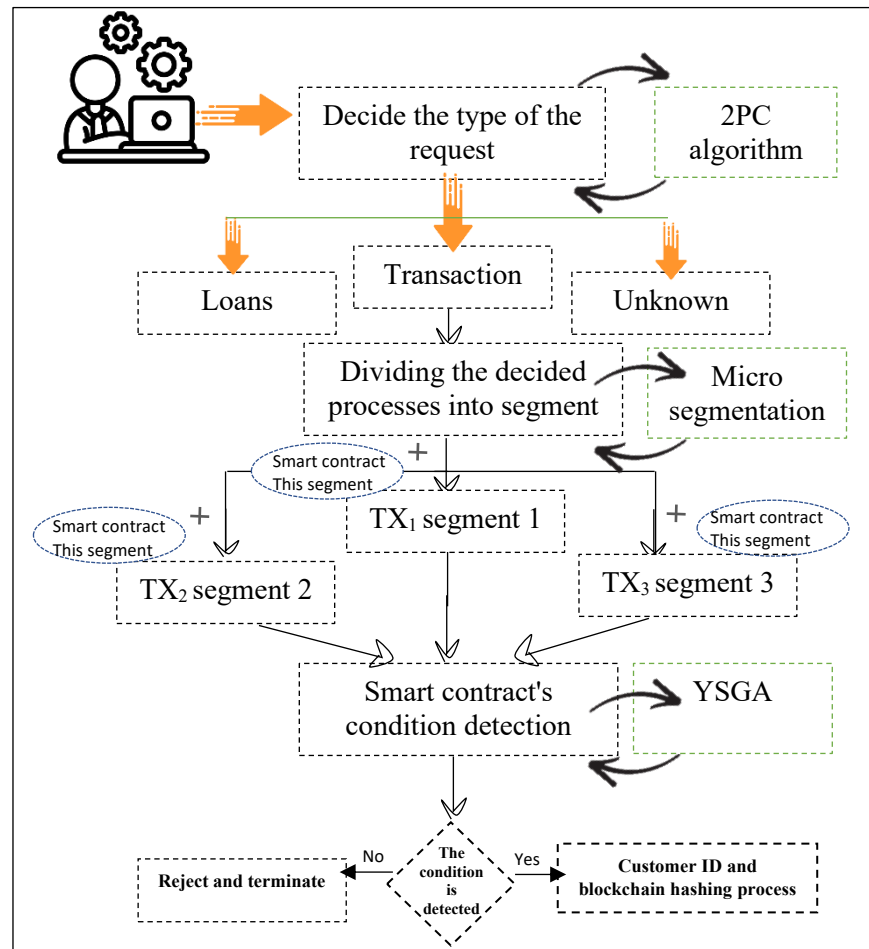 Decide the type of the
request
2PC
algorithm
Loans
Transaction
Unknown
Dividing the decided
processes into segment
Micro
segmentation
+
Smart contract
This segment
+
Smart contract
This segment
+
Smart contract
This segment
TX₁ segment 1
TX₂ segment 2
TX₃ segment 3
Smart contract's
condition detection
YSGA
No
The
condition
is
detected
Yes
Reject and terminate
Customer ID and
blockchain hashing process